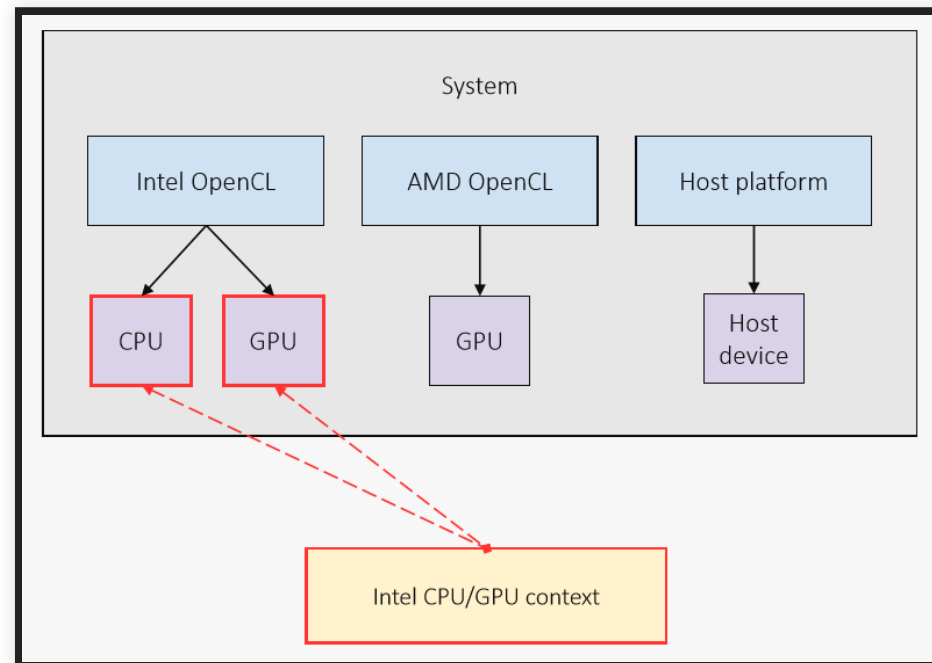 System
Intel OpenCL
AMD OpenCL
Host platform
CPU
GPU
GPU
Host
device
Intel CPU/GPU context